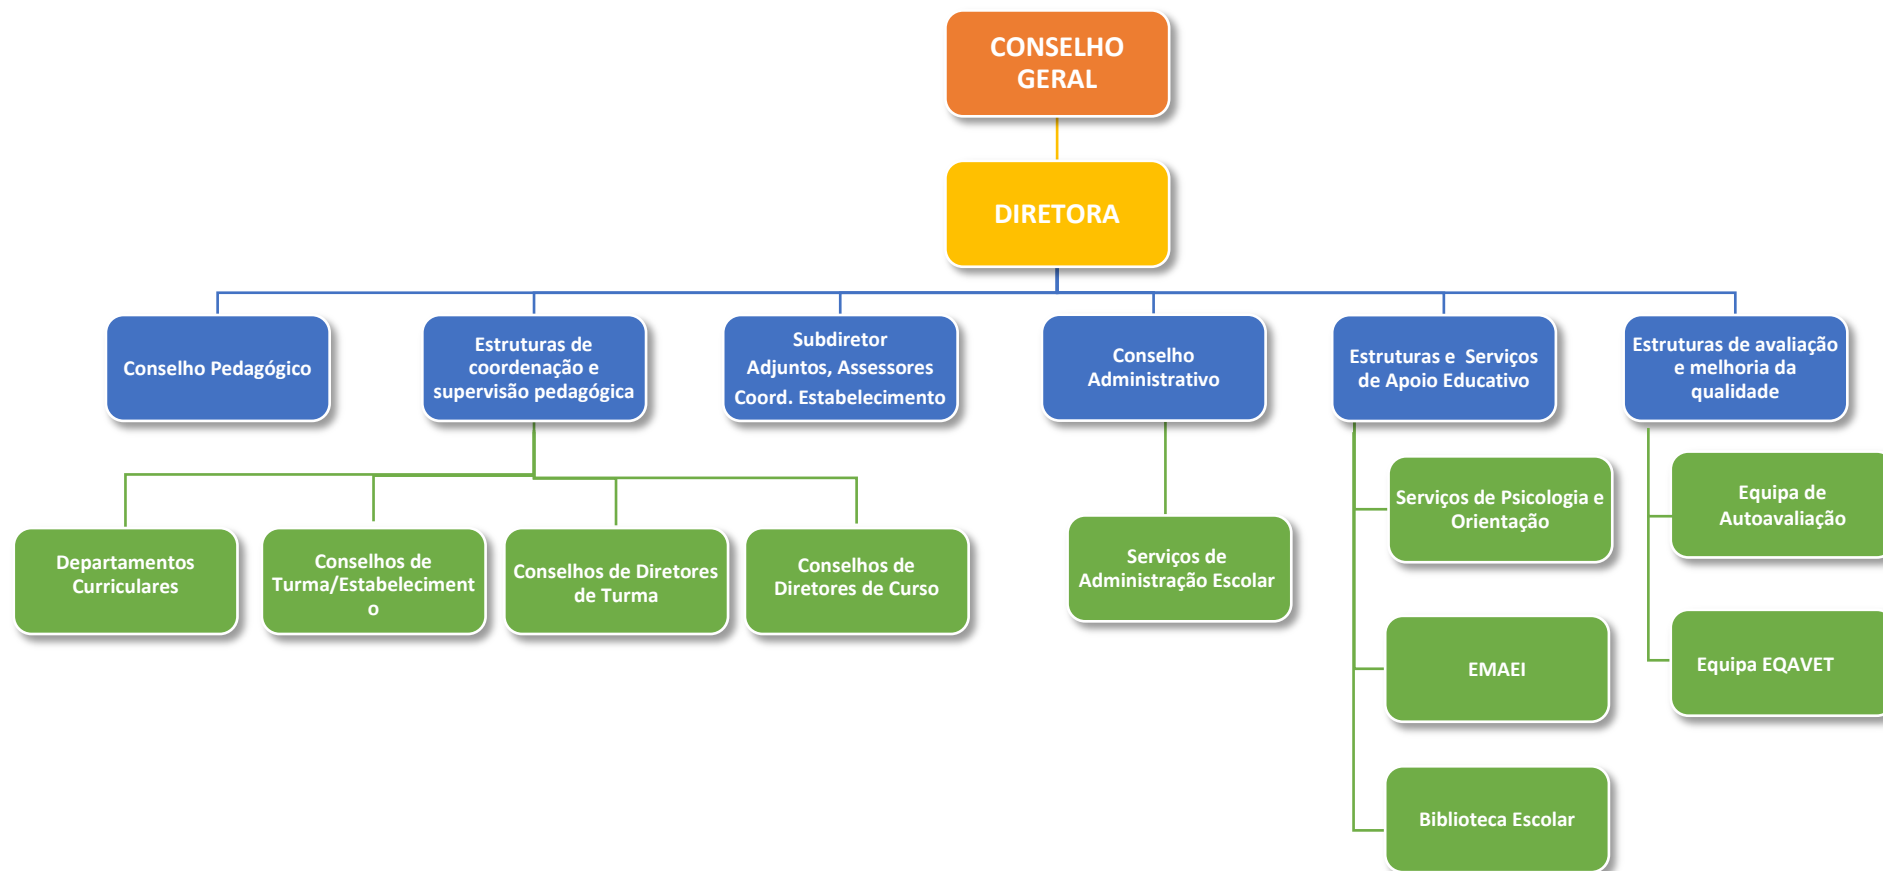 CONSELHO
GERAL
DIRETORA
Conselho Pedagógico
Estruturas de
coordenação e
supervisão pedagógica
Subdiretor
Adjuntos, Assessores
Coord. Estabelecimento
Conselho
Administrativo
Estruturas e Serviços
de Apoio Educativo
Estruturas de avaliação
e melhoria da
qualidade
Departamentos
Curriculares
Conselhos de
Turma/Estabeleciment
o
Conselhos de Diretores
de Turma
Conselhos de
Diretores de Curso
Serviços de
Administração Escolar
Serviços de Psicologia e
Orientação
EMAEI
Biblioteca Escolar
Equipa de
Autoavaliação
Equipa EQAVET